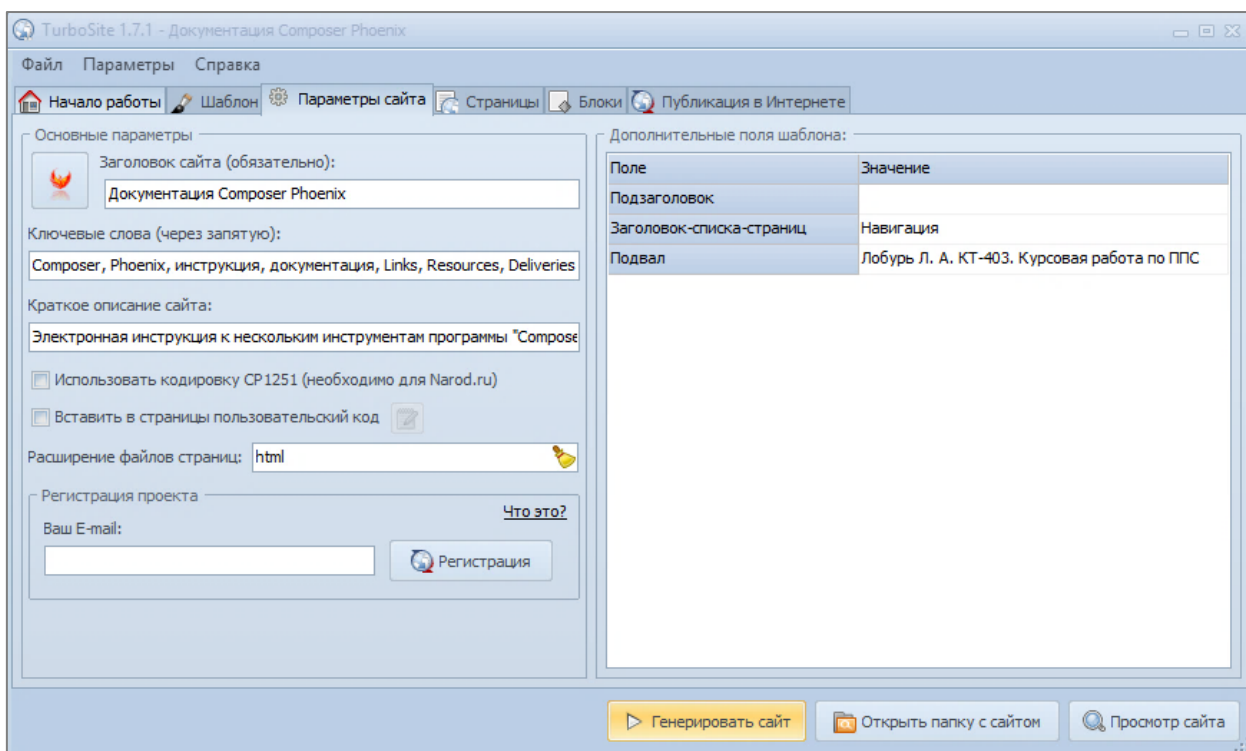 TurboSite 1.7.1 - Документация Composer Phoenix
Файл Параметры Справка
Начало работы Шаблон Параметры сайта Страницы Блоки Публикация в Интернете
Основные параметры
Заголовок сайта (обязательно):
Документация Composer Phoenix
Ключевые слова (через запятую):
Composer, Phoenix, инструкция, документация, Links, Resources, Deliveries
Краткое описание сайта:
Электронная инструкция к нескольким инструментам программы "Compose
Использовать кодировку CP1251 (необходимо для Narod.ru)
Вставить в страницы пользовательский код
Расширение файлов страниц: html
Регистрация проекта
Что это?
Ваш E-mail:
Регистрация
Дополнительные поля шаблона:
Поле Значение
Подзаголовок
Заголовок-списка-страниц Навигация
Подвал Лобурь Л. А. КТ-403. Курсовая работа по ППС
Генерировать сайт Открыть папку с сайтом Просмотр сайта